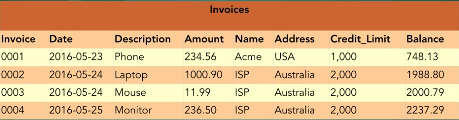 Invoices
Invoice Date Description Amount Name Address Credit_Limit Balance
0001 2016-05-23 Phone 234.56 Acme USA 1,000 748.13
0002 2016-05-24 Laptop 1000.90 ISP Australia 2,000 1988.80
0003 2016-05-24 Mouse 11.99 ISP Australia 2,000 2000.79
0004 2016-05-25 Monitor 236.50 ISP Australia 2,000 2237.29